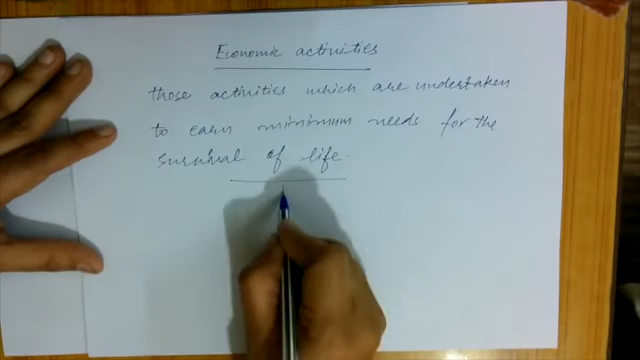 Economic activities
those activities which are undertaken
to earn minimum needs for the
survival of life.